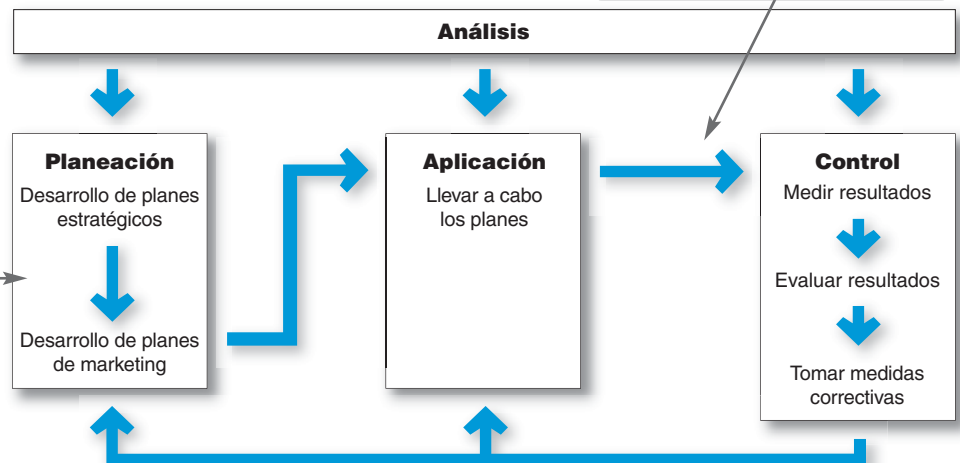 Análisis
Planeación
Desarrollo de planes
estratégicos
Desarrollo de planes
de marketing
Aplicación
Llevar a cabo
los planes
Control
Medir resultados
Evaluar resultados
Tomar medidas
correctivas